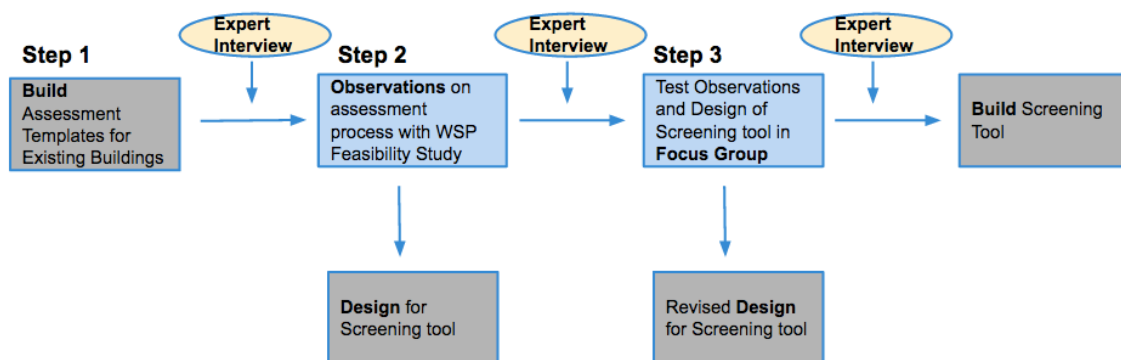 Expert
Interview
Expert
Interview
Expert
Interview
Step 1
Step 2
Step 3
Build
Assessment
Templates for
Existing Buildings
Observations on
assessment
process with WSP
Feasibility Study
Test Observations
and Design of
Screening tool in
Focus Group
Build Screening
Tool
Design for
Screening tool
Revised Design
for Screening tool